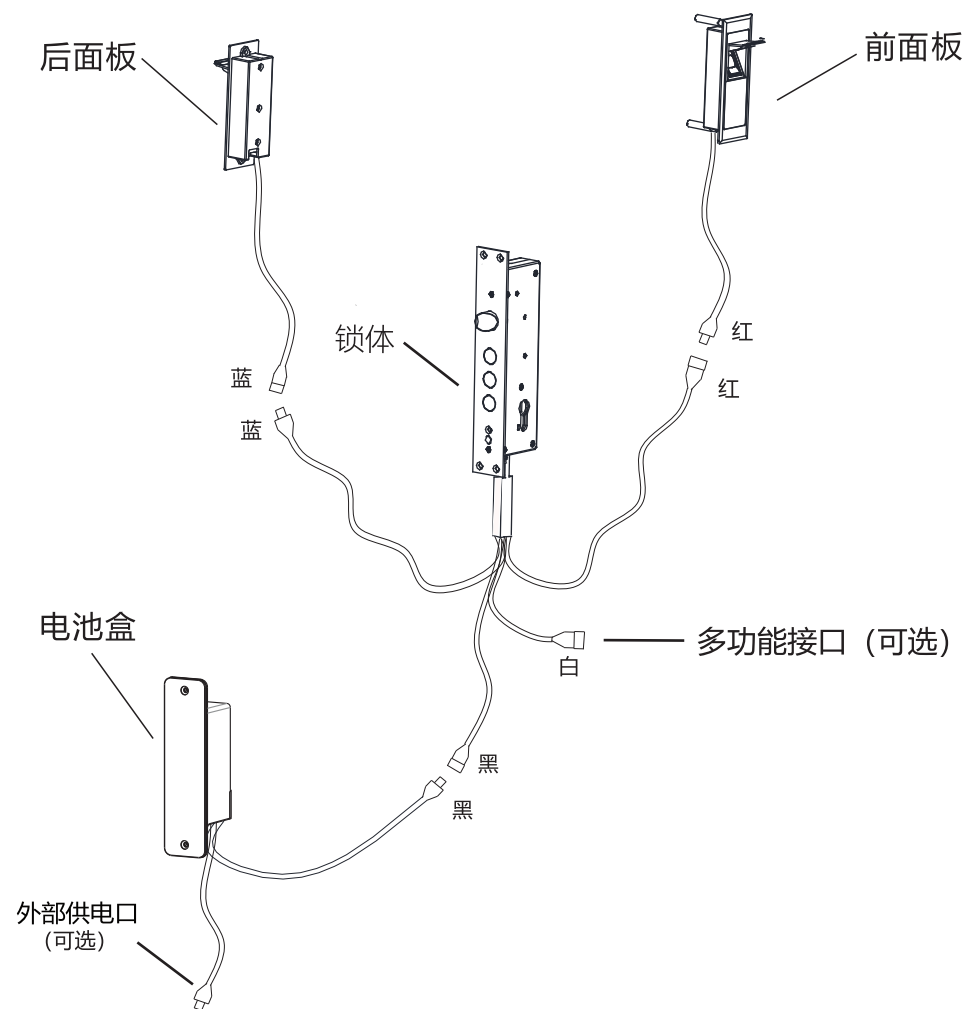 后面板
前面板
红
红
锁体
蓝
蓝
电池盒
多功能接口（可选）
白
黑
黑
外部供电口
（可选）